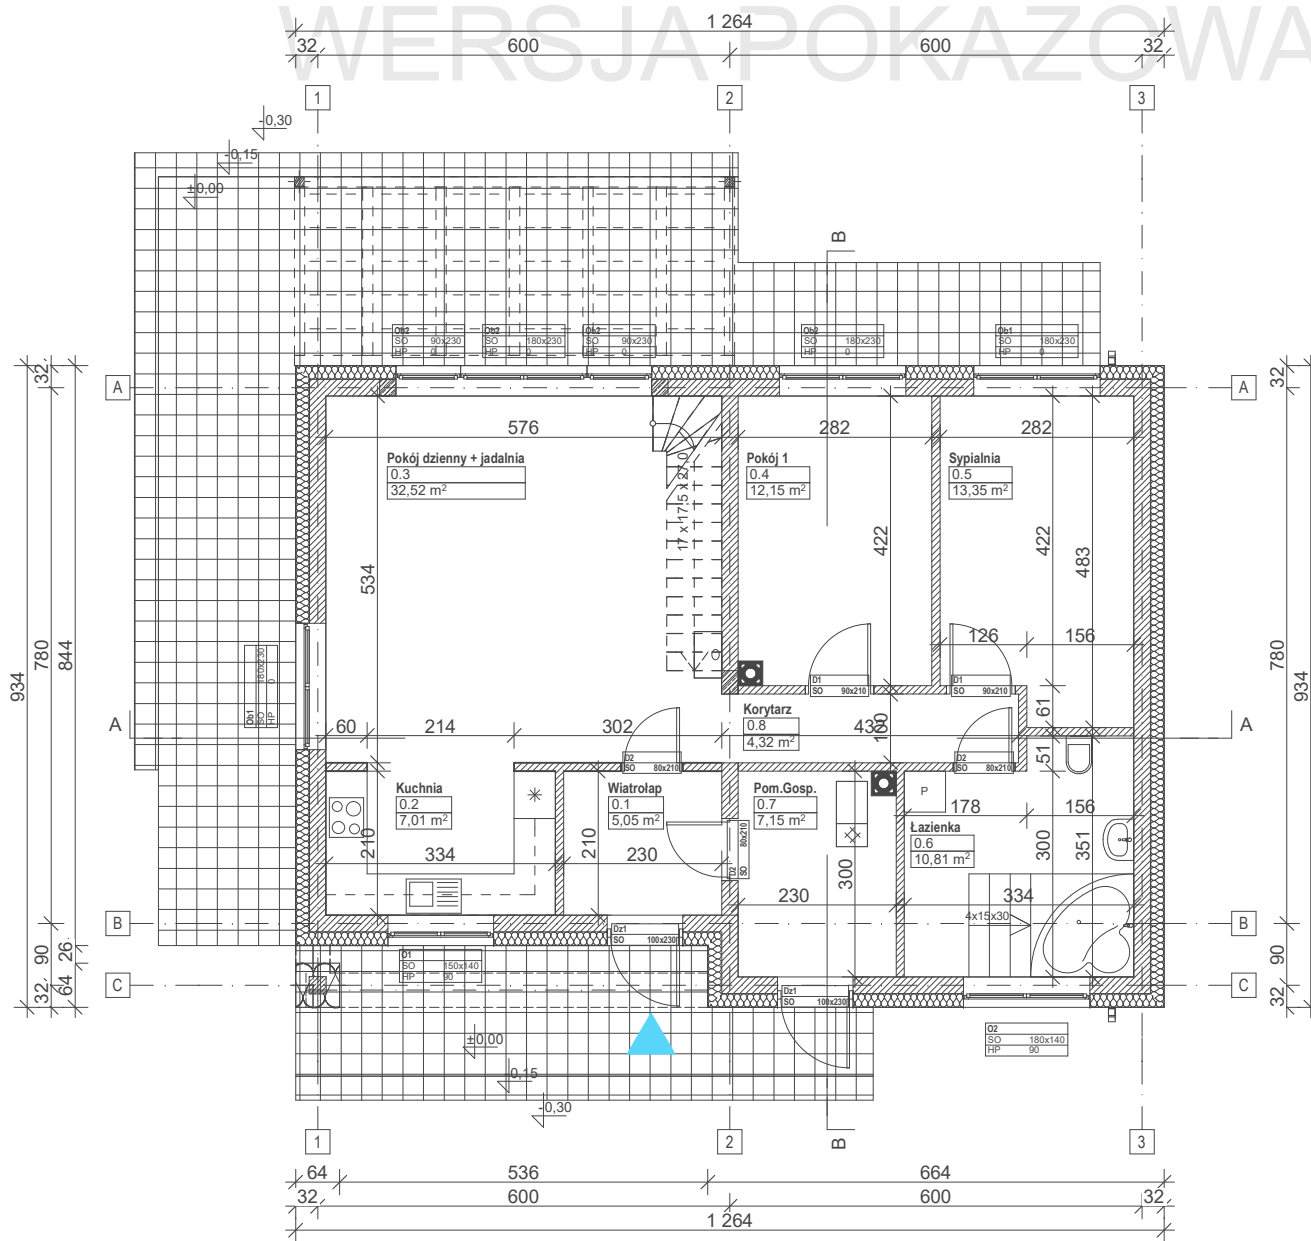 WERSJA POKAZOWA
1 264
32 600 600 32
1 2 3
-0,30
-0,15
±0,00
B
Ob2
SO 90x230
HP 0
Ob2
SO 180x230
HP 0
Ob2
SO 90x230
HP 0
Ob2
SO 180x230
HP 0
Ob1
SO 180x230
HP 0
32
32
A A
576 282 282
Pokój dzienny + jadalnia
0.3
32,52 m²
17 x 17,5 x 27,0
Pokój 1
0.4
12,15 m²
Sypialnia
0.5
13,35 m²
534
422
422
483
126 156
934
780
844
780
934
Ob1
SO 180x230
HP 0
D1
SO 90x210
D1
SO 90x210
Korytarz
0.8
4,32 m²
A A
60 214 302
100
61
51
D2
SO 80x210
D2
SO 80x210
Kuchnia
0.2
7,01 m²
Wiatrołap
0.1
5,05 m²
Pom.Gosp.
0.7
7,15 m²
P
178 156
Łazienka
0.6
10,81 m²
D2
SO 80x210
210
210
300
300
351
334 230
230 334
4x15x30
B B
Dz1
SO 100x230
O1
SO 150x140
HP 90
90
26
64
32
90
32
C C
Dz1
SO 100x230
O2
SO 180x140
HP 90
±0,00
-0,15
-0,30
1 2 B 3
64 536 664
32 600 600 32
1 264